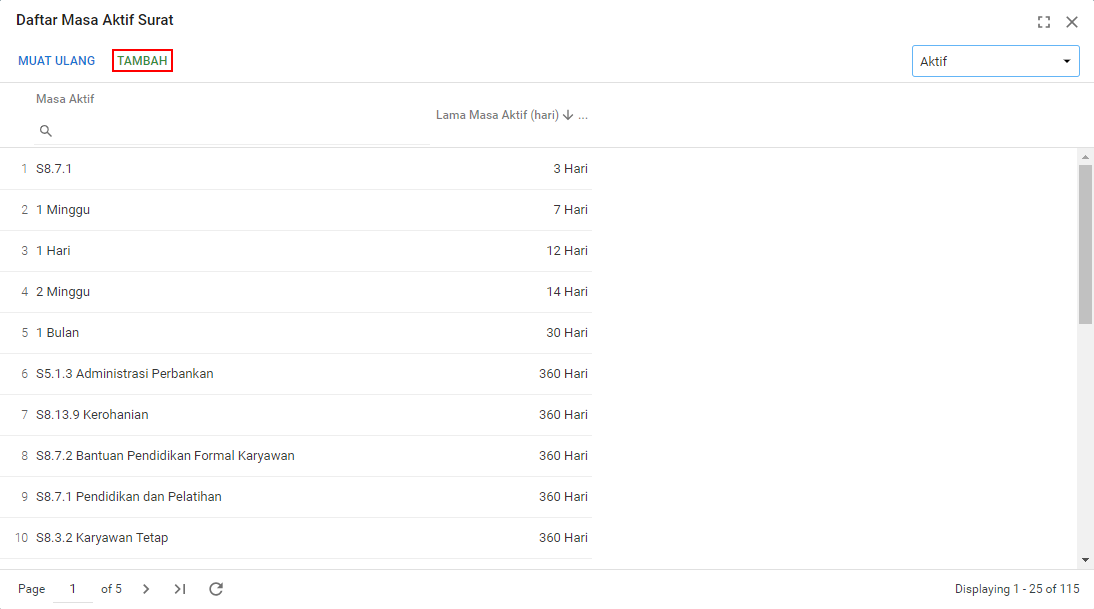 Daftar Masa Aktif Surat
MUAT ULANG TAMBAH Aktif
Masa Aktif
Lama Masa Aktif (hari) ...
1 S8.7.1 3 Hari
2 1 Minggu 7 Hari
3 1 Hari 12 Hari
4 2 Minggu 14 Hari
5 1 Bulan 30 Hari
6 S5.1.3 Administrasi Perbankan 360 Hari
7 S8.13.9 Kerohanian 360 Hari
8 S8.7.2 Bantuan Pendidikan Formal Karyawan 360 Hari
9 S8.7.1 Pendidikan dan Pelatihan 360 Hari
10 S8.3.2 Karyawan Tetap 360 Hari
Page 1 of 5 Displaying 1 - 25 of 115